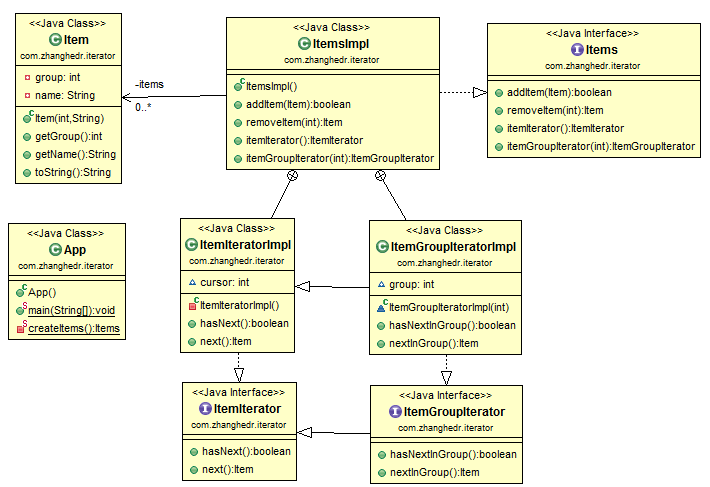 <<Java Class>>
Item
com.zhanghedr.iterator
group: int
name: String
Item(int,String)
getGroup():int
getName():String
toString():String
-items
0..*
<<Java Class>>
ItemsImpl
com.zhanghedr.iterator
ItemsImpl()
addItem(Item):boolean
removeItem(int):Item
itemIterator():ItemIterator
itemGroupIterator(int):ItemGroupIterator
<<Java Interface>>
Items
com.zhanghedr.iterator
addItem(Item):boolean
removeItem(int):Item
itemIterator():ItemIterator
itemGroupIterator(int):ItemGroupIterator
<<Java Class>>
App
com.zhanghedr.iterator
App()
main(String[]):void
createItems():Items
<<Java Class>>
ItemIteratorImpl
com.zhanghedr.iterator
cursor: int
ItemIteratorImpl()
hasNext():boolean
next():Item
<<Java Class>>
ItemGroupIteratorImpl
com.zhanghedr.iterator
group: int
ItemGroupIteratorImpl(int)
hasNextInGroup():boolean
nextInGroup():Item
<<Java Interface>>
ItemIterator
com.zhanghedr.iterator
hasNext():boolean
next():Item
<<Java Interface>>
ItemGroupIterator
com.zhanghedr.iterator
hasNextInGroup():boolean
nextInGroup():Item